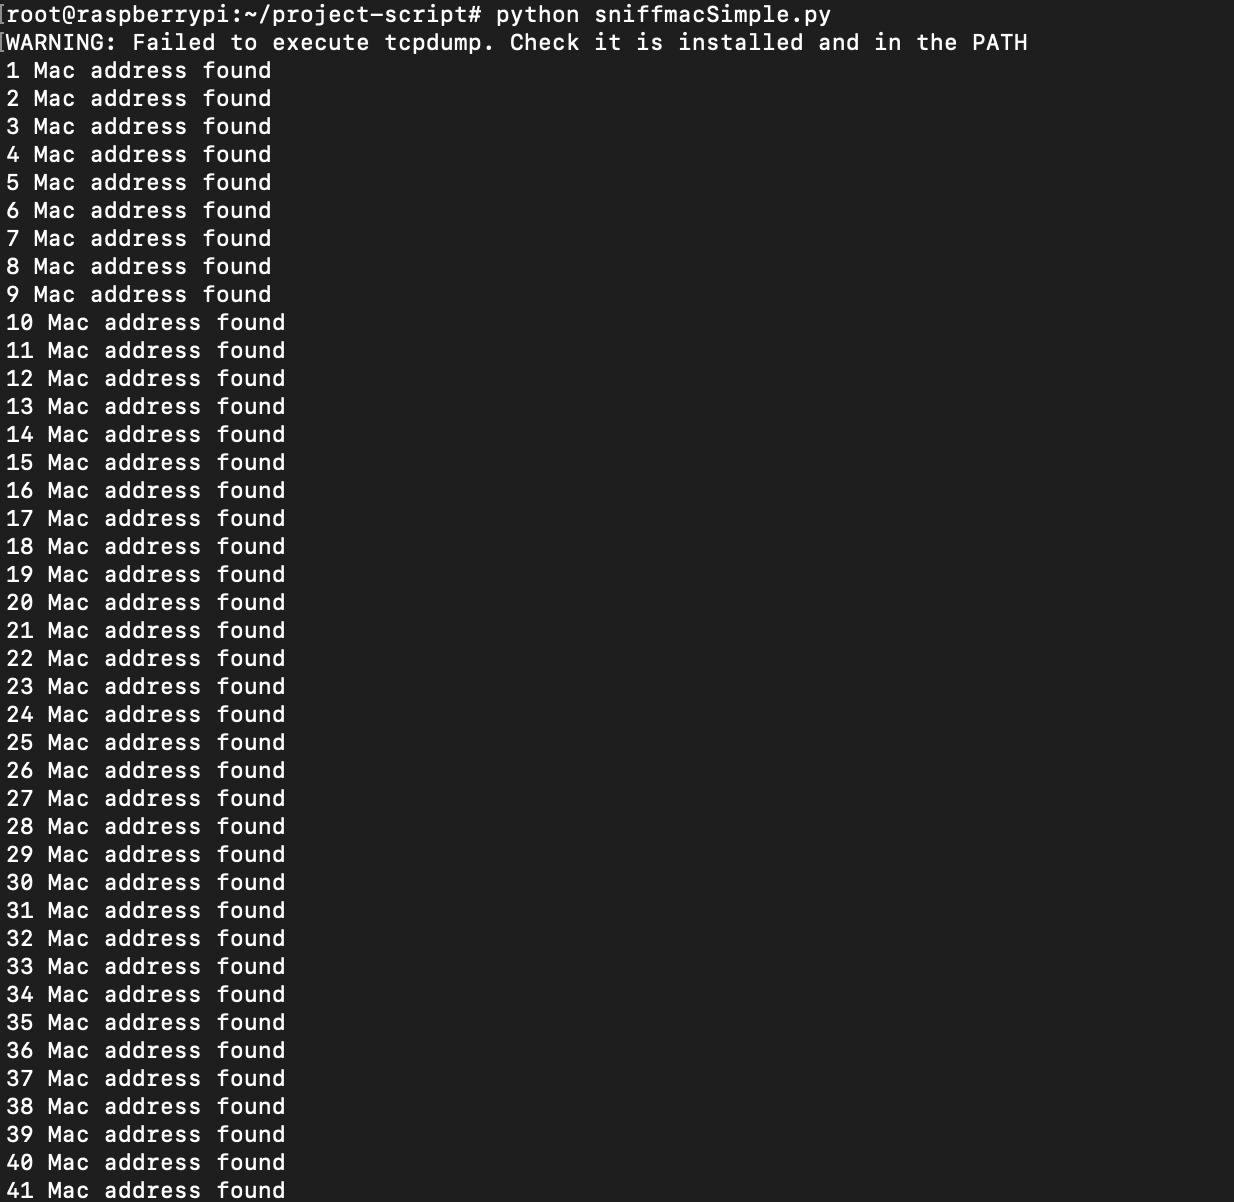 [root@raspberrypi:~/project-script# python sniffmacSimple.py
[WARNING: Failed to execute tcpdump. Check it is installed and in the PATH
1 Mac address found
2 Mac address found
3 Mac address found
4 Mac address found
5 Mac address found
6 Mac address found
7 Mac address found
8 Mac address found
9 Mac address found
10 Mac address found
11 Mac address found
12 Mac address found
13 Mac address found
14 Mac address found
15 Mac address found
16 Mac address found
17 Mac address found
18 Mac address found
19 Mac address found
20 Mac address found
21 Mac address found
22 Mac address found
23 Mac address found
24 Mac address found
25 Mac address found
26 Mac address found
27 Mac address found
28 Mac address found
29 Mac address found
30 Mac address found
31 Mac address found
32 Mac address found
33 Mac address found
34 Mac address found
35 Mac address found
36 Mac address found
37 Mac address found
38 Mac address found
39 Mac address found
40 Mac address found
41 Mac address found